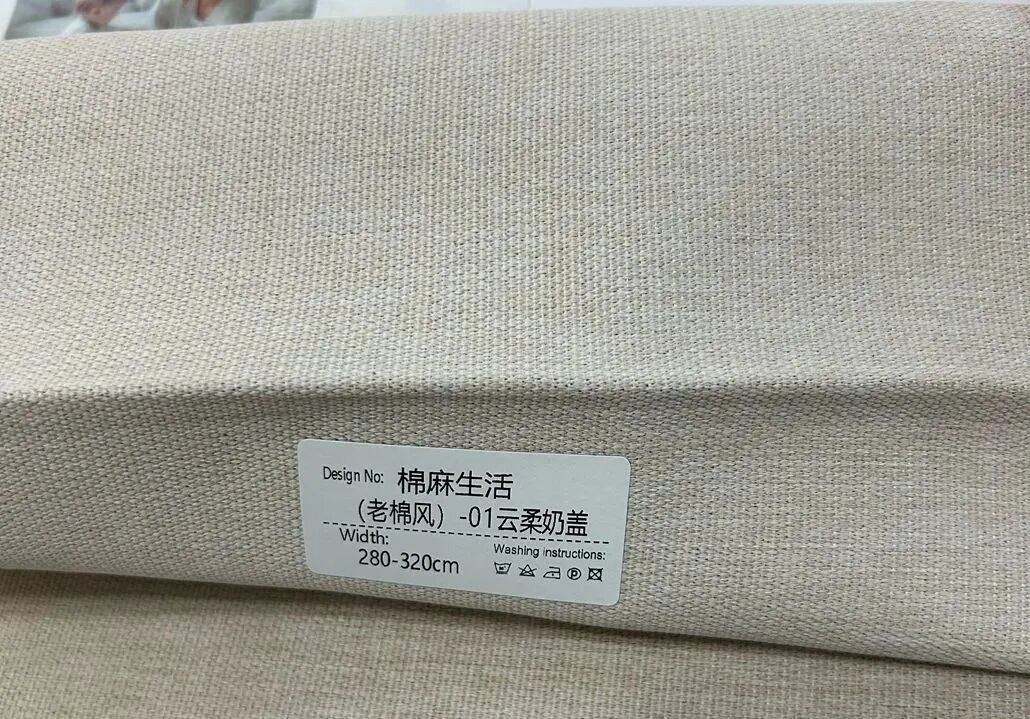 Design No: 棉麻生活
（老棉风）-01云柔奶盖
Width:
280-320cm
Washing instructions: